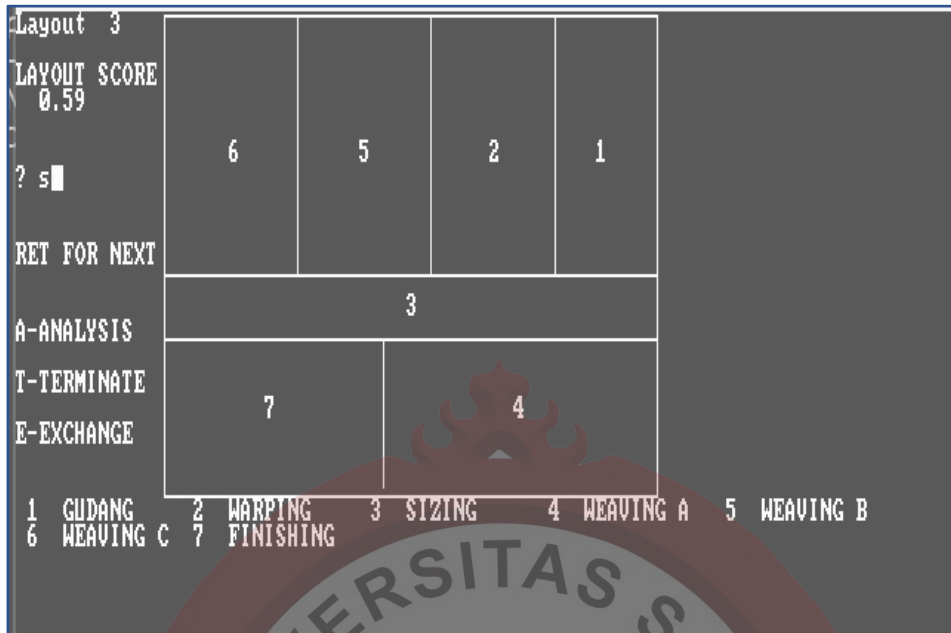 Layout 3
LAYOUT SCORE
0.59
? s
RET FOR NEXT
A-ANALYSIS
T-TERMINATE
E-EXCHANGE
6 5 2 1
3
7 4
1 GUDANG 2 WARPING 3 SIZING 4 WEAVING A 5 WEAVING B
6 WEAVING C 7 FINISHING
ERSITAS S